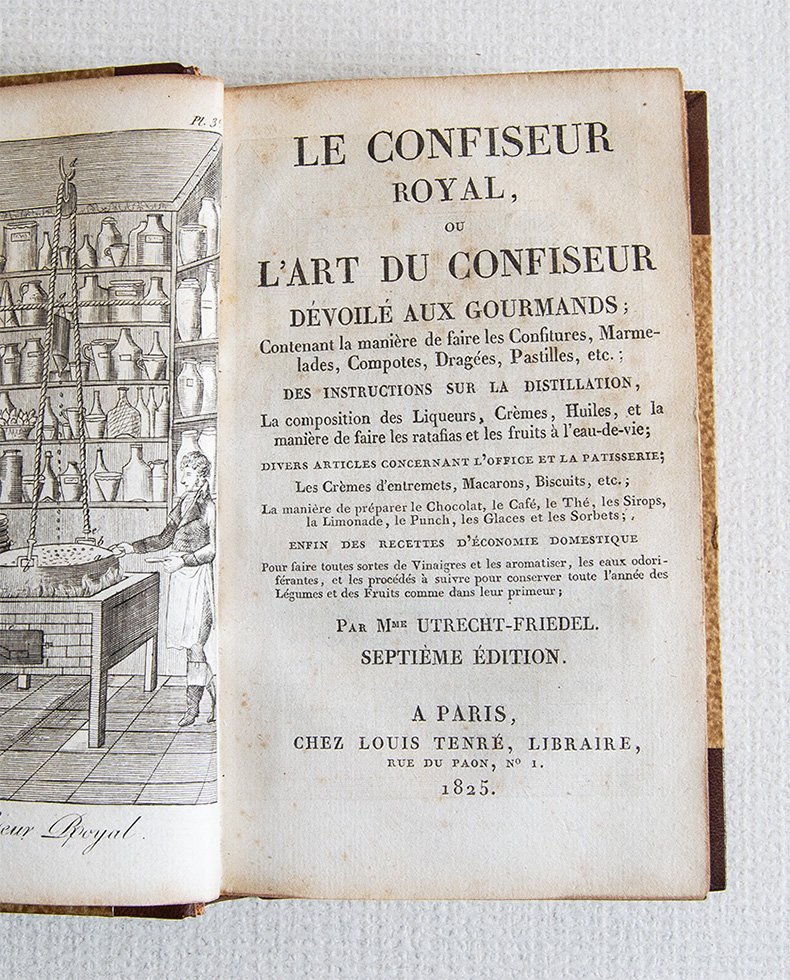 Pl. 3
LE CONFISEUR
ROYAL,
OU
L'ART DU CONFISEUR
DÉVOILÉ AUX GOURMANDS;
Contenant la manière de faire les Confitures, Marme-
lades, Compotes, Dragées, Pastilles, etc.;
DES INSTRUCTIONS SUR LA DISTILLATION,
La composition des Liqueurs, Crèmes, Huiles, et la
manière de faire les ratafias et les fruits à l'eau-de-vie;
DIVERS ARTICLES CONCERNANT L'OFFICE ET LA PATISSERIE;
Les Crèmes d'entremets, Macarons, Biscuits, etc.;
La manière de préparer le Chocolat, le Café, le Thé, les Sirops,
la Limonade, le Punch, les Glaces et les Sorbets;
ENFIN DES RECETTES D'ÉCONOMIE DOMESTIQUE
Pour faire toutes sortes de Vinaigres et les aromatiser, les eaux odori-
férantes, et les procédés à suivre pour conserver toute l'année des
Légumes et des Fruits comme dans leur primeur;
PAR MME UTRECHT-FRIEDEL.
SEPTIÈME ÉDITION.
A PARIS,
CHEZ LOUIS TENRÉ, LIBRAIRE,
RUE DU PAON, Nº 1.
1825.
eur Royal.